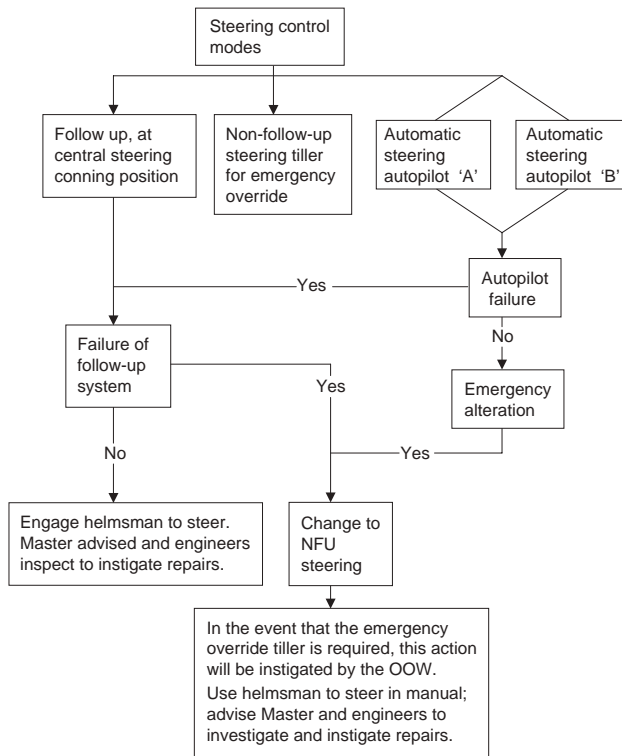 Steering control
modes
Follow up, at
central steering
conning position
Non-follow-up
steering tiller
for emergency
override
Automatic
steering
autopilot ‘A’
Automatic
steering
autopilot ‘B’
Yes
Autopilot
failure
No
Failure of
follow-up
system
Yes
Emergency
alteration
No
Yes
Engage helmsman to steer.
Master advised and engineers
inspect to instigate repairs.
Change to
NFU
steering
In the event that the emergency
override tiller is required, this action
will be instigated by the OOW.
Use helmsman to steer in manual;
advise Master and engineers to
investigate and instigate repairs.